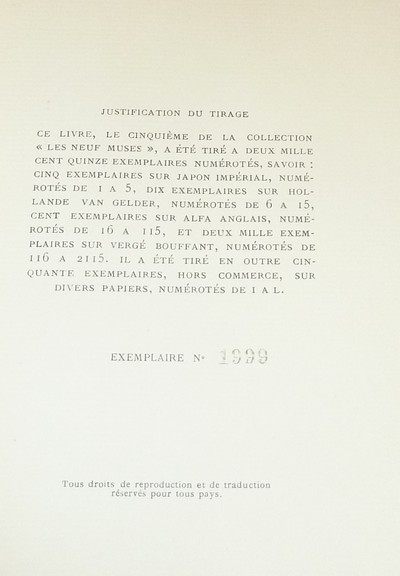 JUSTIFICATION DU TIRAGE
CE LIVRE, LE CINQUIÈME DE LA COLLECTION
« LES NEUF MUSES », A ÉTÉ TIRÉ A DEUX MILLE
CENT QUINZE EXEMPLAIRES NUMÉROTÉS, SAVOIR :
CINQ EXEMPLAIRES SUR JAPON IMPÉRIAL, NUMÉ-
ROTÉS DE 1 A 5, DIX EXEMPLAIRES SUR HOL-
LANDE VAN GELDER, NUMÉROTÉS DE 6 A 15,
CENT EXEMPLAIRES SUR ALFA ANGLAIS, NUMÉ-
ROTÉS DE 16 A 115, ET DEUX MILLE EXEM-
PLAIRES SUR VERGÉ BOUFFANT, NUMÉROTÉS DE
116 A 2115. IL A ÉTÉ TIRÉ EN OUTRE CIN-
QUANTE EXEMPLAIRES, HORS COMMERCE, SUR
DIVERS PAPIERS, NUMÉROTÉS DE I A L.
EXEMPLAIRE N° 1999
Tous droits de reproduction et de traduction
réservés pour tous pays.